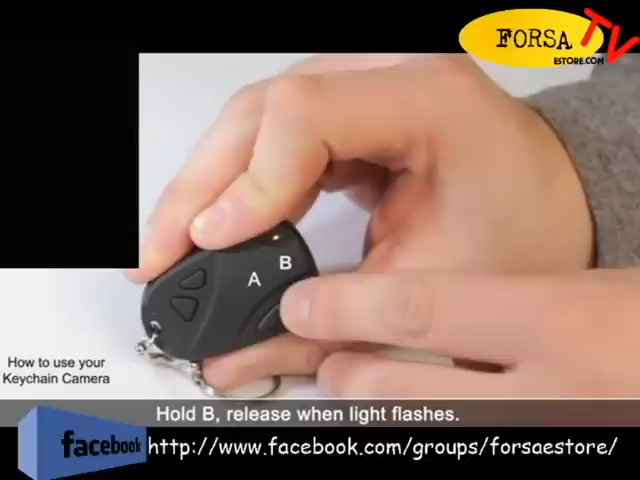 FORSA TV
ESTORE.COM
B
A
How to use your
Keychain Camera
Hold B, release when light flashes.
facebook http://www.facebook.com/groups/forsaestore/